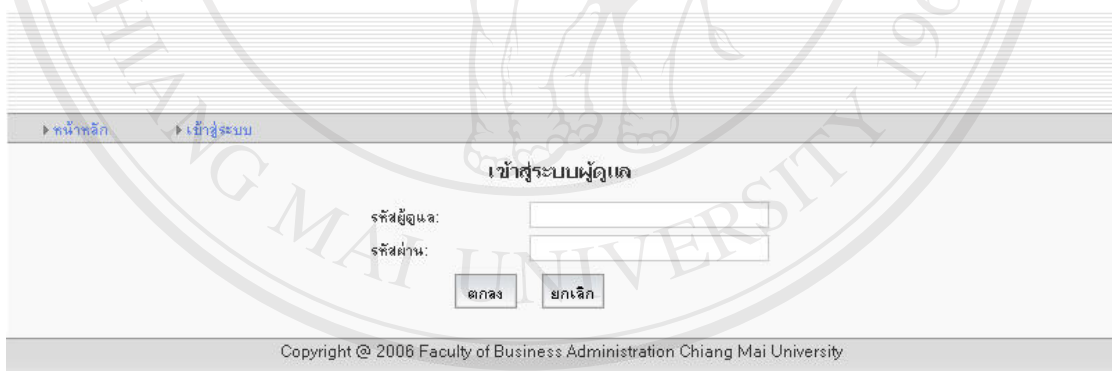 หน้าหลัก เข้าสู่ระบบ
เข้าสู่ระบบผู้ดูแล
รหัสผู้ดูแล:
รหัสผ่าน:
ตกลง ยกเลิก
Copyright @ 2006 Faculty of Business Administration Chiang Mai University
CHIANG MAI UNIVERSITY